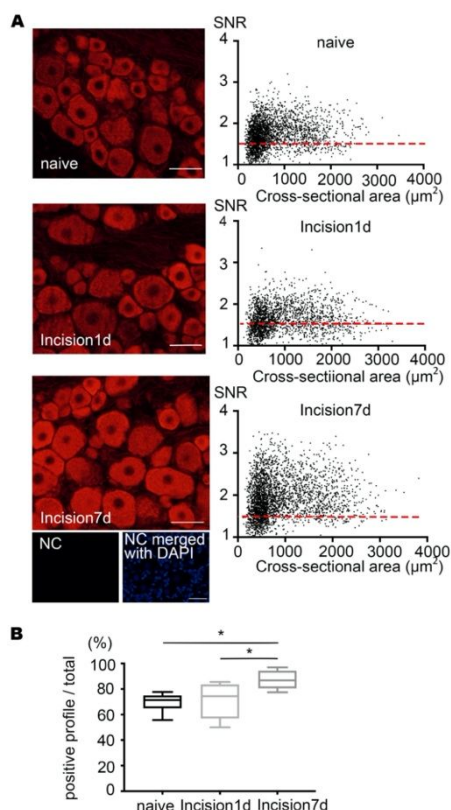 A
SNR
naive
4
3
2
1
0 1000 2000 3000 4000
Cross-sectional area (µm²)
naive
SNR
Incision1d
4
3
2
1
0 1000 2000 3000 4000
Cross-sectiional area (µm²)
Incision1d
SNR
Incision7d
4
3
2
1
0 1000 2000 3000 4000
Cross-sectional area (µm²)
Incision7d
NC
NC merged
with DAPI
B
(%)
positive profile / total
100
80
60
40
20
0
*
*
naive Incision1d Incision7d